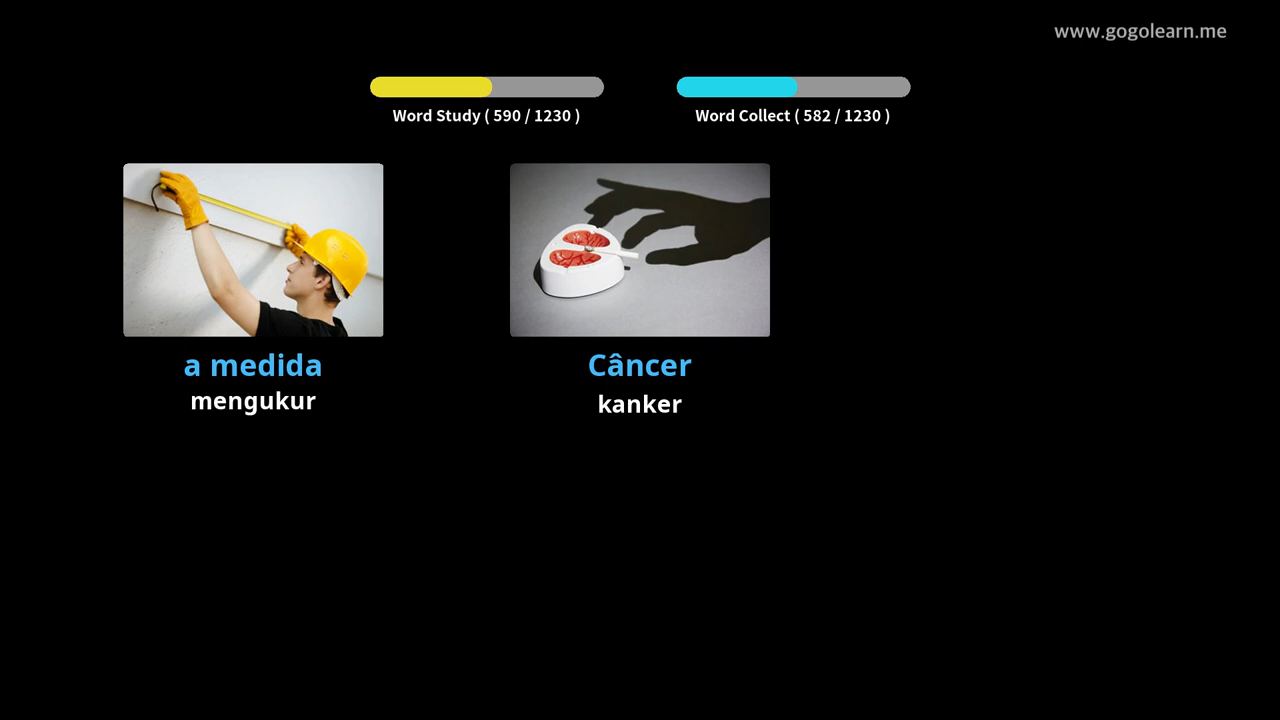 www.gogolearn.me
Word Study ( 590 / 1230 )
Word Collect ( 582 / 1230 )
a medida
mengukur
Câncer
kanker